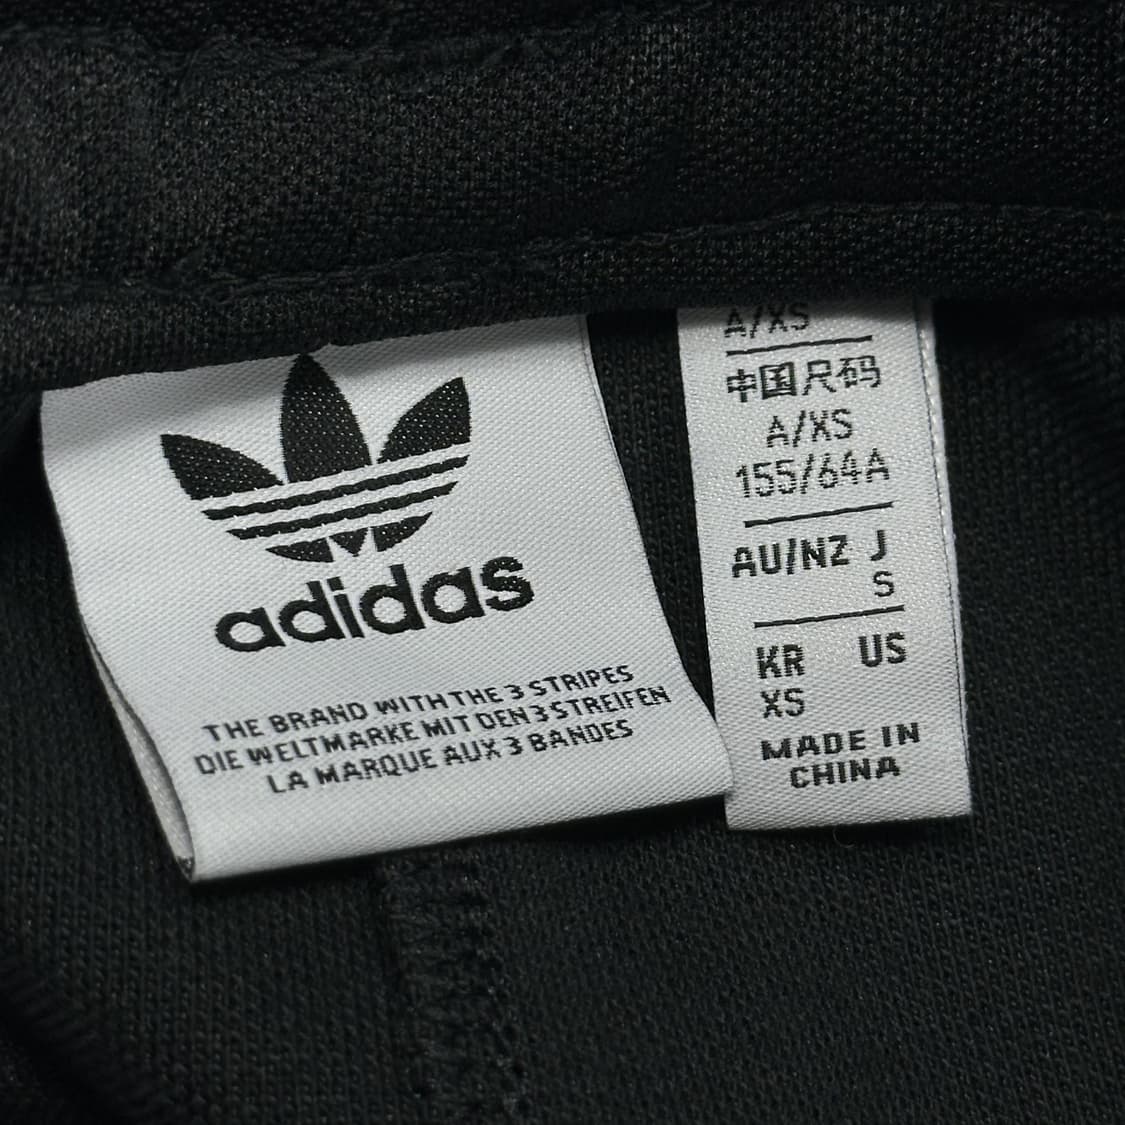 adidas
THE BRAND WITH THE 3 STRIPES
DIE WELTMARKE MIT DEN 3 STREIFEN
LA MARQUE AUX 3 BANDES
A/XS
中国尺码
A/XS
155/64A
AU/NZ J
S
KR US
XS
MADE IN
CHINA